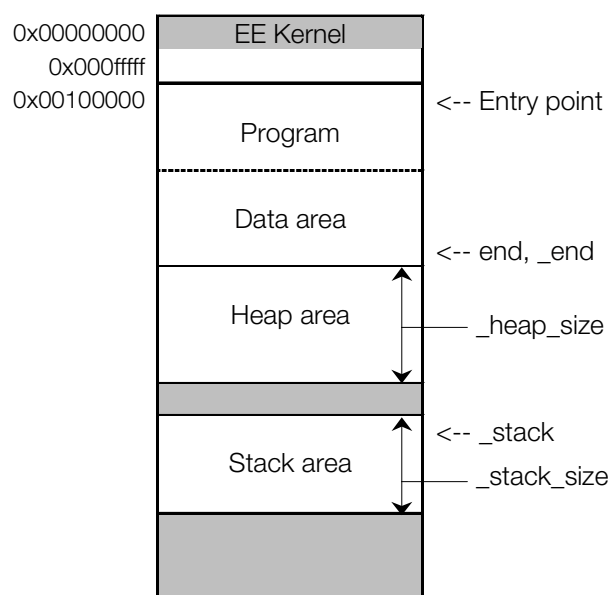 0x00000000
EE Kernel
0x000fffff
0x00100000
<-- Entry point
Program
Data area
<-- end, _end
Heap area
_heap_size
<-- _stack
Stack area
_stack_size